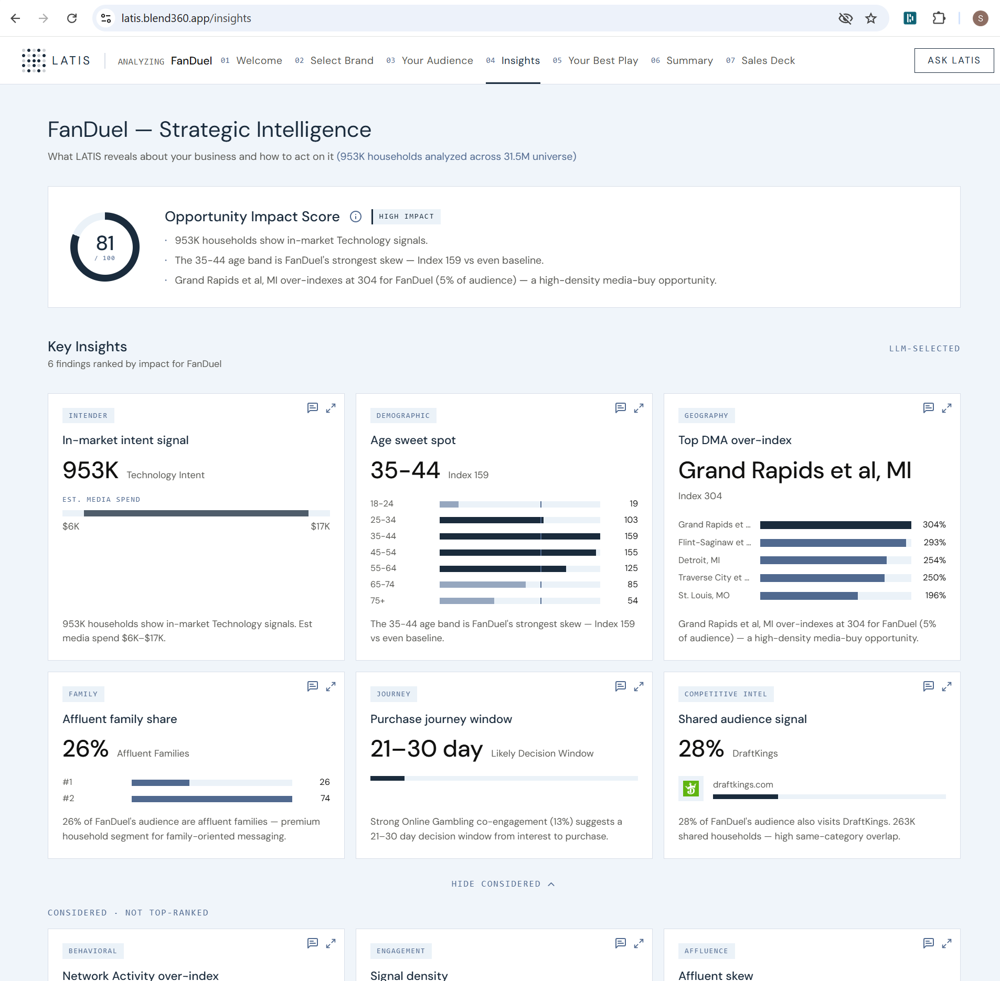 latis.blend360.app/insights
S
LATIS
ANALYZING FanDuel
01 Welcome
02 Select Brand
03 Your Audience
04 Insights
05 Your Best Play
06 Summary
07 Sales Deck
ASK LATIS
FanDuel — Strategic Intelligence
What LATIS reveals about your business and how to act on it (953K households analyzed across 31.5M universe)
81
/ 100
Opportunity Impact Score
HIGH IMPACT
· 953K households show in-market Technology signals.
· The 35-44 age band is FanDuel's strongest skew — Index 159 vs even baseline.
· Grand Rapids et al, MI over-indexes at 304 for FanDuel (5% of audience) — a high-density media-buy opportunity.
Key Insights
6 findings ranked by impact for FanDuel
LLM-SELECTED
INTENDER
In-market intent signal
953K Technology Intent
EST. MEDIA SPEND
$6K $17K
953K households show in-market Technology signals. Est
media spend $6K–$17K.
DEMOGRAPHIC
Age sweet spot
35-44 Index 159
18-24 19
25-34 103
35-44 159
45-54 155
55-64 125
65-74 85
75+ 54
The 35-44 age band is FanDuel's strongest skew — Index 159
vs even baseline.
GEOGRAPHY
Top DMA over-index
Grand Rapids et al, MI
Index 304
Grand Rapids et ... 304%
Flint-Saginaw et ... 293%
Detroit, MI 254%
Traverse City et ... 250%
St. Louis, MO 196%
Grand Rapids et al, MI over-indexes at 304 for FanDuel (5%
of audience) — a high-density media-buy opportunity.
FAMILY
Affluent family share
26% Affluent Families
#1 26
#2 74
26% of FanDuel's audience are affluent families — premium
household segment for family-oriented messaging.
JOURNEY
Purchase journey window
21–30 day Likely Decision Window
Strong Online Gambling co-engagement (13%) suggests a
21–30 day decision window from interest to purchase.
COMPETITIVE INTEL
Shared audience signal
28% DraftKings
draftkings.com
28% of FanDuel's audience also visits DraftKings. 263K
shared households — high same-category overlap.
HIDE CONSIDERED
CONSIDERED · NOT TOP-RANKED
BEHAVIORAL
Network Activity over-index
ENGAGEMENT
Signal density
AFFLUENCE
Affluent skew